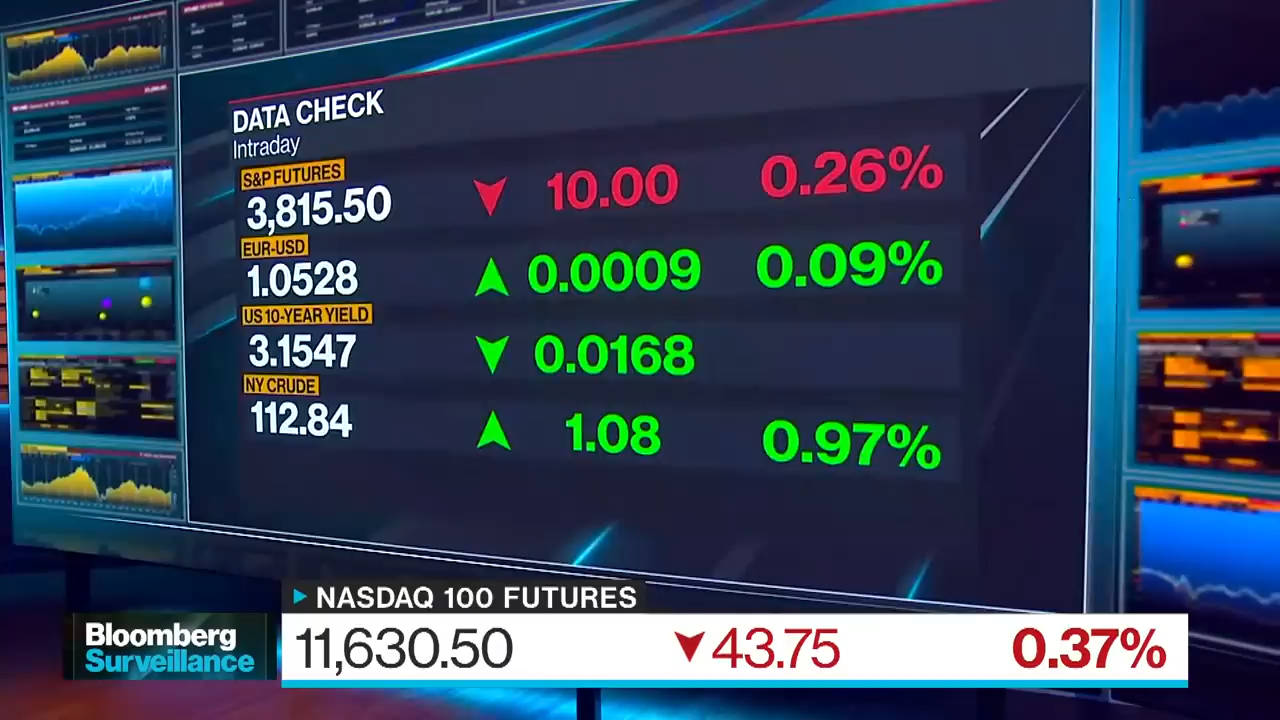 DATA CHECK
Intraday
S&P FUTURES
3,815.50 ▼ 10.00 0.26%
EUR-USD
1.0528 ▲ 0.0009 0.09%
US 10-YEAR YIELD
3.1547 ▼ 0.0168
NY CRUDE
112.84 ▲ 1.08 0.97%
NASDAQ 100 FUTURES
Bloomberg
Surveillance
11,630.50 ▼ 43.75 0.37%